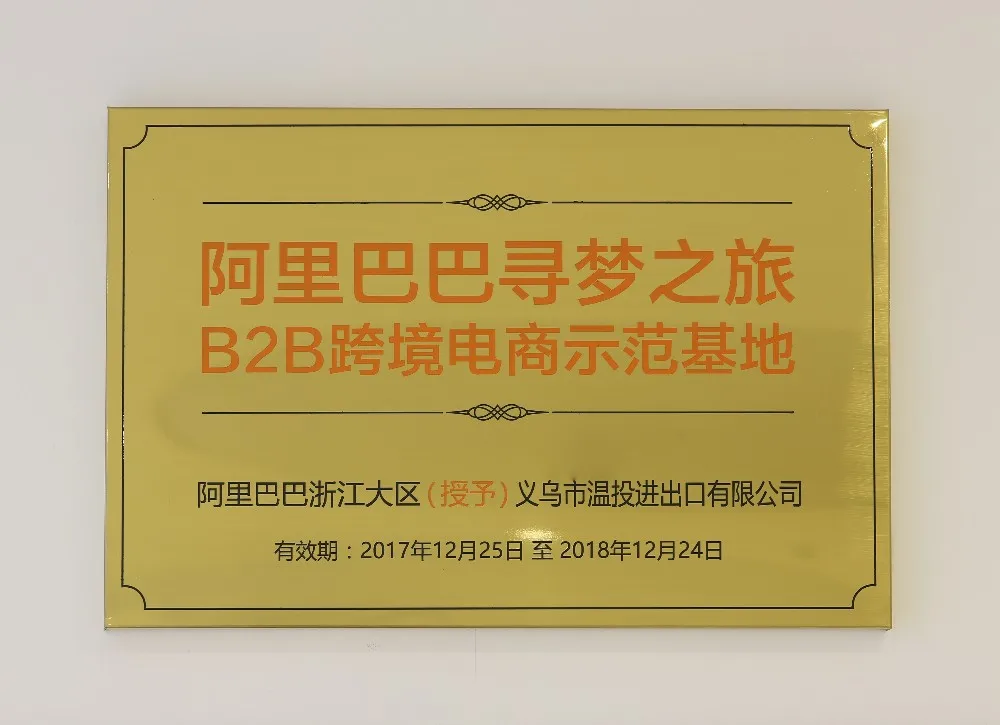 阿里巴巴寻梦之旅
B2B跨境电商示范基地
阿里巴巴浙江大区(授予)义乌市温投进出口有限公司
有效期：2017年12月25日 至 2018年12月24日